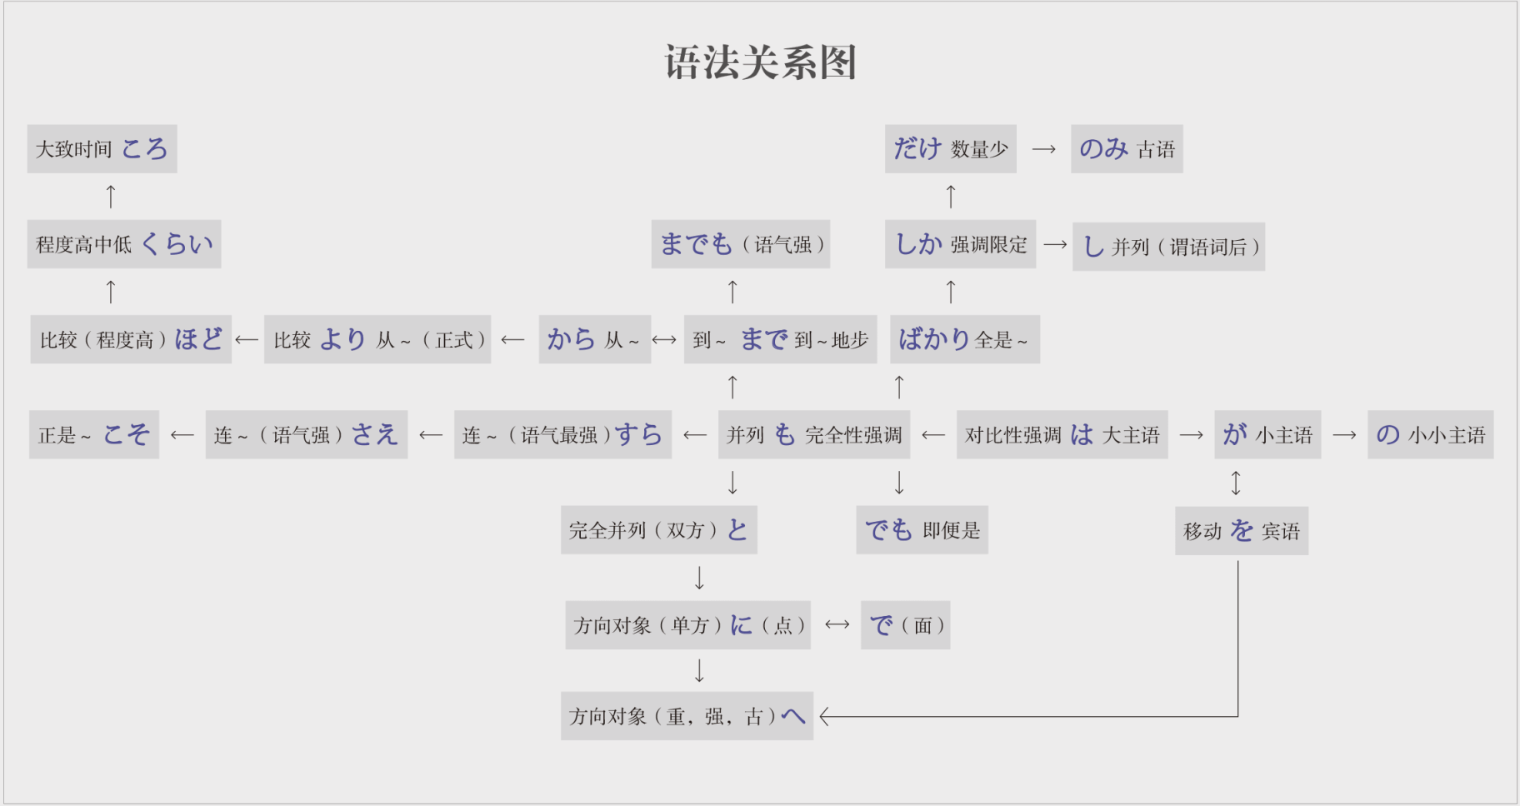 语法关系图
大致时间 ころ
だけ 数量少
のみ 古语
程度高中低 くらい
までも（语气强）
しか 强调限定
し 并列（谓语词后）
比较（程度高）ほど
比较 より 从～（正式）
から 从～
到～ まで 到～地步
ばかり 全是～
正是～ こそ
连～（语气强）さえ
连～（语气最强）すら
并列 も 完全性强调
对比性强调 は 大主语
が 小主语
の 小小主语
完全并列（双方）と
でも 即便是
移动 を 宾语
方向对象（单方）に（点）
で（面）
方向对象（重，强，古）へ